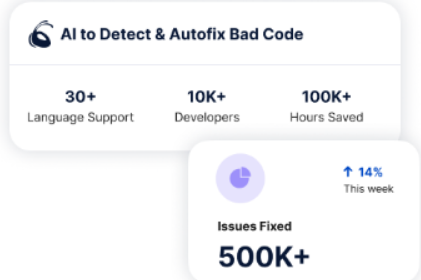 AI to Detect & Autofix Bad Code
30+ 10K+ 100K+
Language Support Developers Hours Saved
↑ 14%
This week
Issues Fixed
500K+